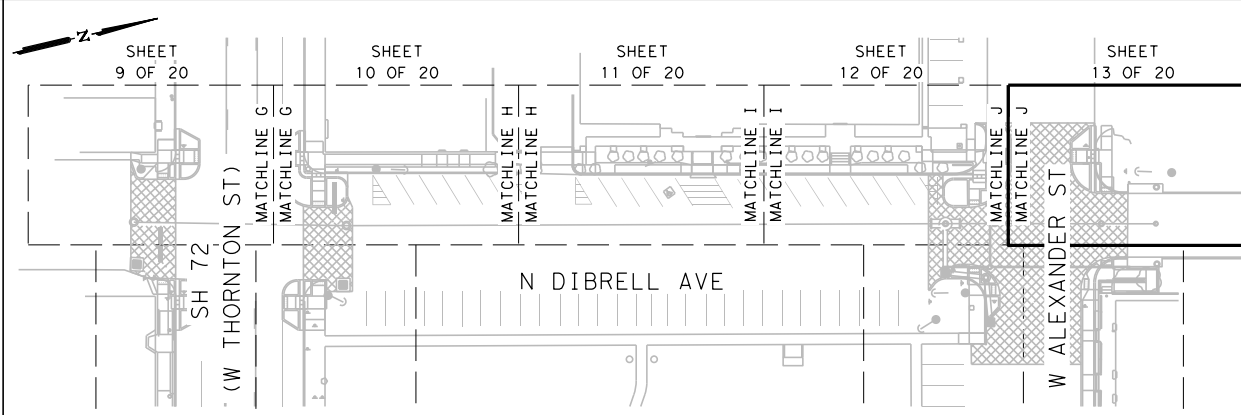 N
SHEET
9 OF 20
SHEET
10 OF 20
SHEET
11 OF 20
SHEET
12 OF 20
SHEET
13 OF 20
MATCHLINE G
MATCHLINE G
MATCHLINE H
MATCHLINE H
MATCHLINE I
MATCHLINE I
MATCHLINE J
MATCHLINE J
SH 72
(W THORNTON ST)
N DIBRELL AVE
W ALEXANDER ST